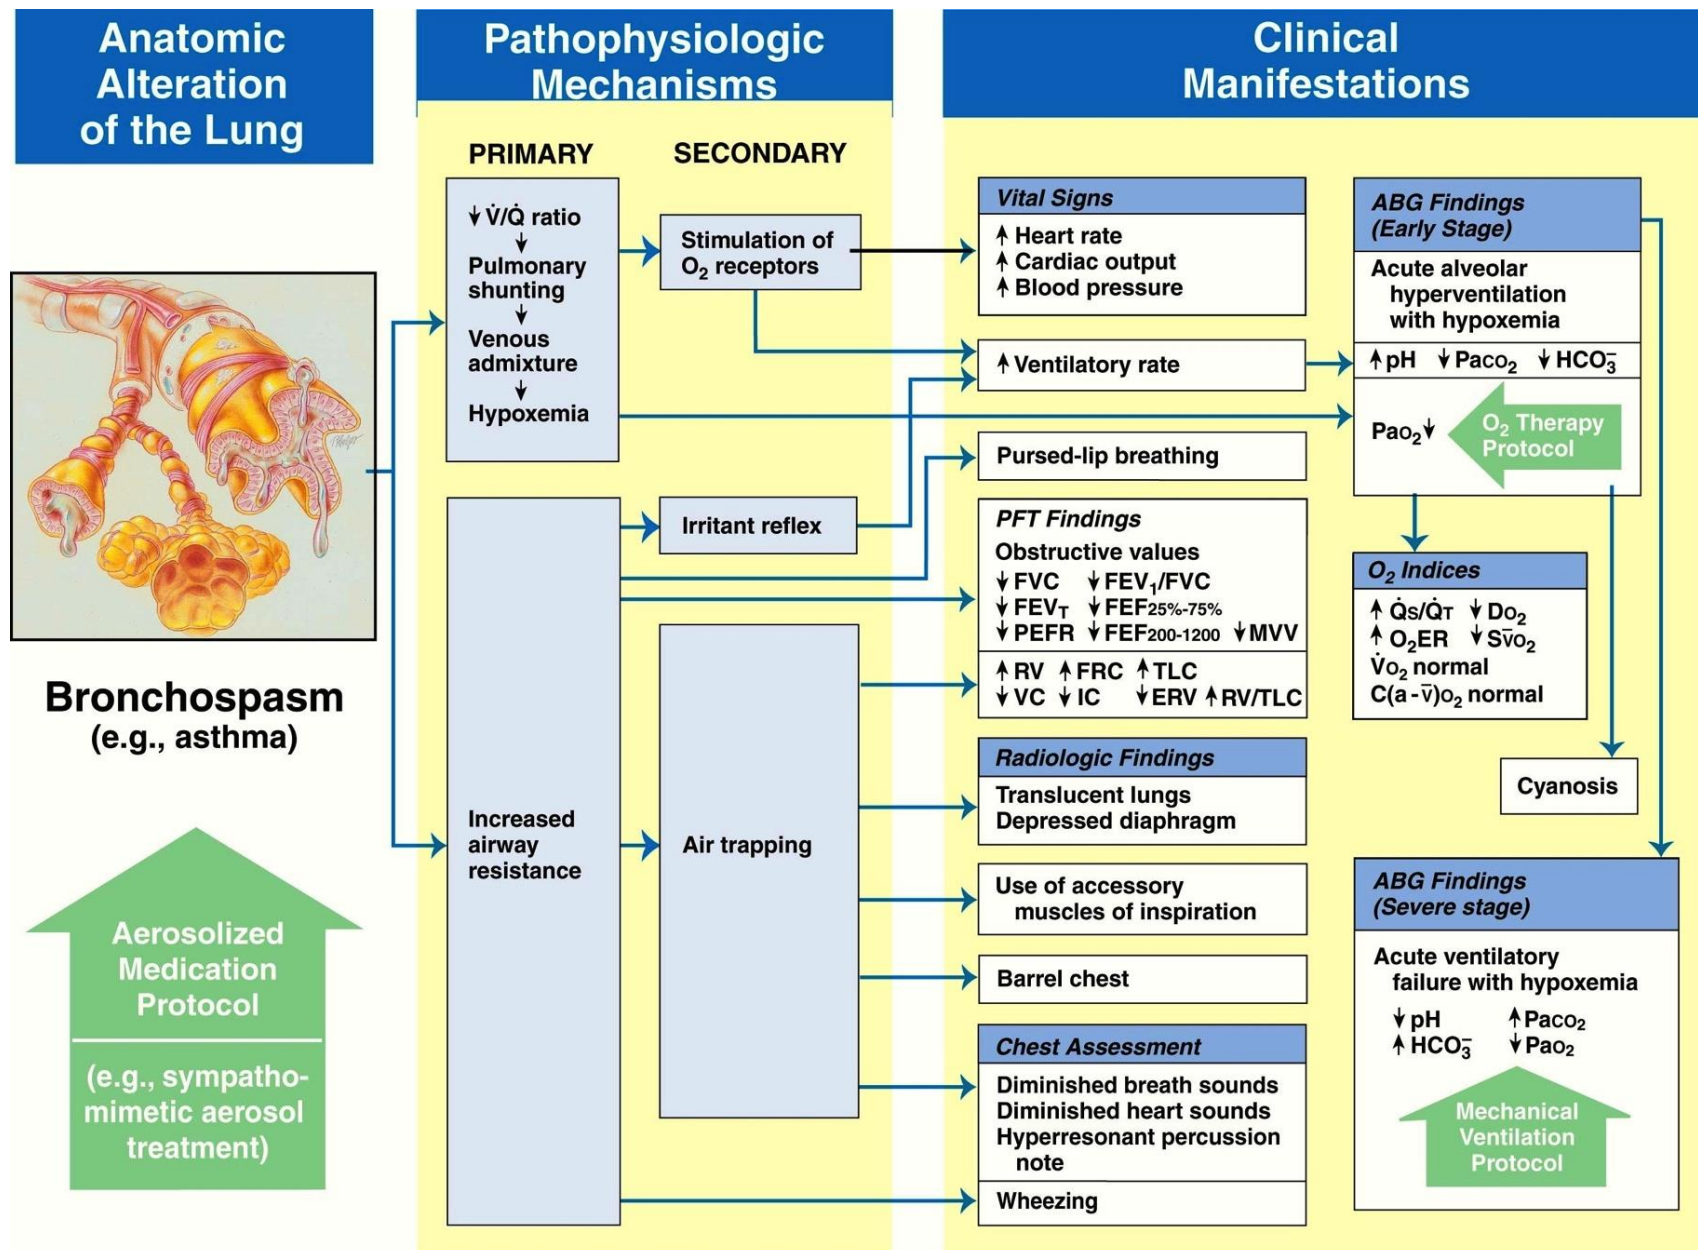 Anatomic
Alteration
of the Lung
Pathophysiologic
Mechanisms
Clinical
Manifestations
PRIMARY
SECONDARY
↓ V̇/Q̇ ratio
↓
Pulmonary
shunting
↓
Venous
admixture
↓
Hypoxemia
Stimulation of
O₂ receptors
Vital Signs
↑ Heart rate
↑ Cardiac output
↑ Blood pressure
↑ Ventilatory rate
ABG Findings
(Early Stage)
Acute alveolar
hyperventilation
with hypoxemia
↑ pH ↓ PaCO₂ ↓ HCO₃⁻
PaO₂ ↓
O₂ Therapy
Protocol
Pursed-lip breathing
Irritant reflex
PFT Findings
Obstructive values
↓ FVC ↓ FEV₁/FVC
↓ FEVT ↓ FEF25%-75%
↓ PEFR ↓ FEF200-1200 ↓ MVV
↑ RV ↑ FRC ↑ TLC
↓ VC ↓ IC ↓ ERV ↑ RV/TLC
O₂ Indices
↑ Q̇S/Q̇T ↓ DO₂
↑ O₂ER ↓ Sv̄O₂
V̇O₂ normal
C(a-v̄)O₂ normal
Bronchospasm
(e.g., asthma)
Radiologic Findings
Translucent lungs
Depressed diaphragm
Cyanosis
Increased
airway
resistance
Air trapping
Use of accessory
muscles of inspiration
Barrel chest
Chest Assessment
Diminished breath sounds
Diminished heart sounds
Hyperresonant percussion
note
Wheezing
ABG Findings
(Severe stage)
Acute ventilatory
failure with hypoxemia
↓ pH ↑ PaCO₂
↑ HCO₃⁻ ↓ PaO₂
Mechanical
Ventilation
Protocol
Aerosolized
Medication
Protocol
(e.g., sympatho-
mimetic aerosol
treatment)